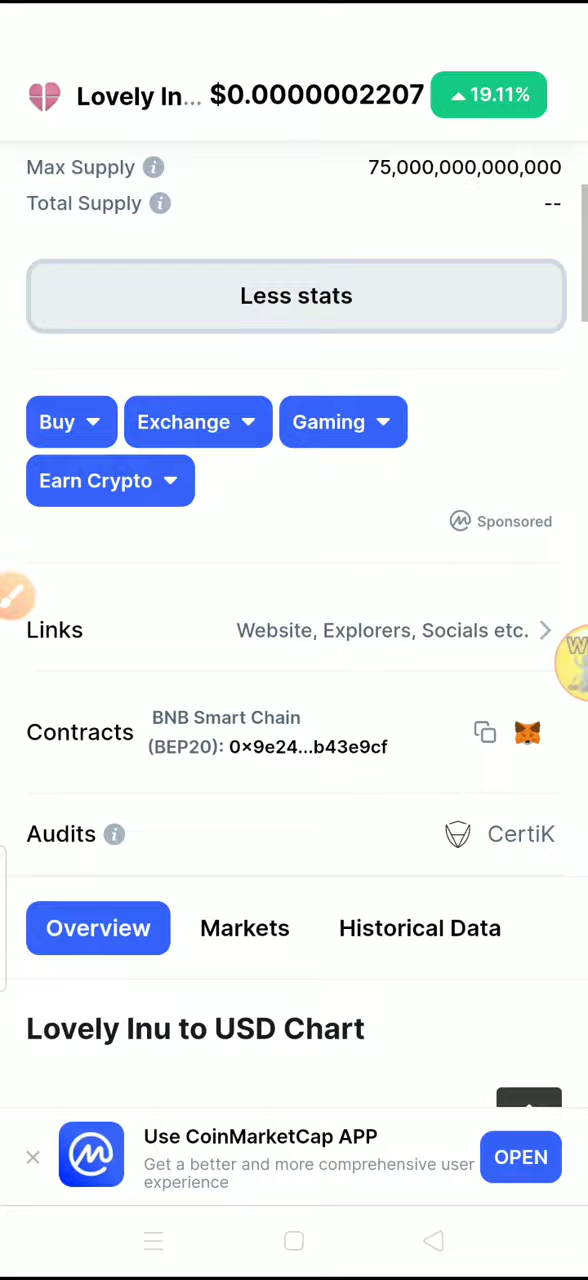 Lovely In... $0.0000002207 19.11%
Max Supply 75,000,000,000,000
Total Supply --
Less stats
Buy Exchange Gaming
Earn Crypto
Sponsored
Links Website, Explorers, Socials etc.
W
BNB Smart Chain
Contracts (BEP20): 0x9e24...b43e9cf
Audits CertiK
Overview Markets Historical Data
Lovely Inu to USD Chart
Use CoinMarketCap APP
Get a better and more comprehensive user
experience
OPEN